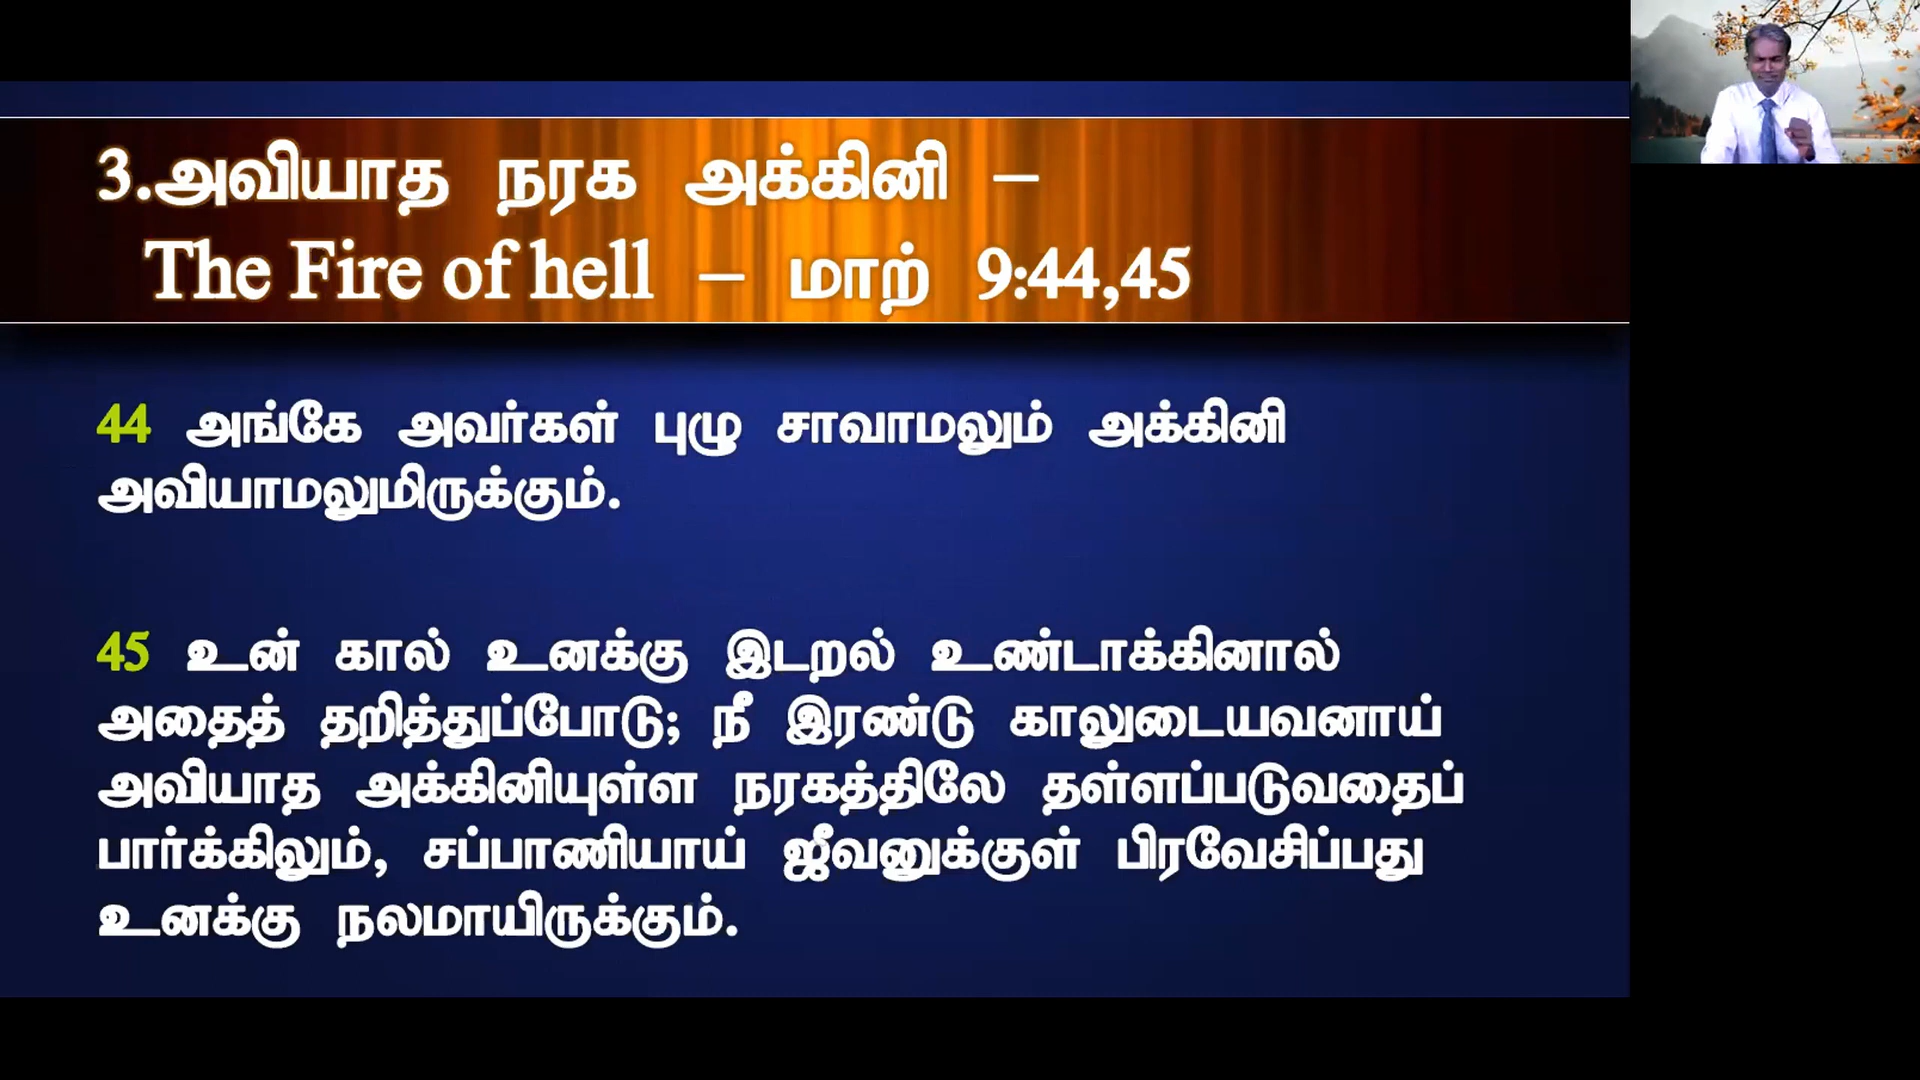 3.அவியாத நரக அக்கினி –
The Fire of hell – மாற் 9:44,45
44 அங்கே அவர்கள் புழு சாவாமலும் அக்கினி
அவியாமலுமிருக்கும்.
45 உன் கால் உனக்கு இடறல் உண்டாக்கினால்
அதைத் தறித்துப்போடு; நீ இரண்டு காலுடையவனாய்
அவியாத அக்கினியுள்ள நரகத்திலே தள்ளப்படுவதைப்
பார்க்கிலும், சப்பாணியாய் ஜீவனுக்குள் பிரவேசிப்பது
உனக்கு நலமாயிருக்கும்.